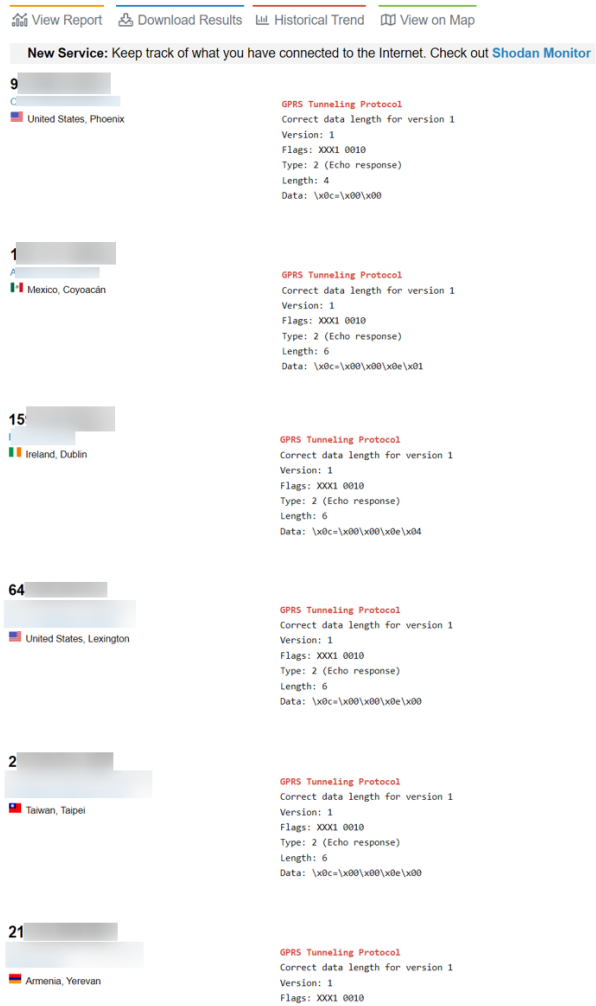 View Report Download Results Historical Trend View on Map
New Service: Keep track of what you have connected to the Internet. Check out Shodan Monitor
9
C
United States, Phoenix
GPRS Tunneling Protocol
Correct data length for version 1
Version: 1
Flags: XXX1 0010
Type: 2 (Echo response)
Length: 4
Data: \x0c=\x00\x00
1
A
Mexico, Coyoacán
GPRS Tunneling Protocol
Correct data length for version 1
Version: 1
Flags: XXX1 0010
Type: 2 (Echo response)
Length: 6
Data: \x0c=\x00\x00\x0e\x01
15
Ireland, Dublin
GPRS Tunneling Protocol
Correct data length for version 1
Version: 1
Flags: XXX1 0010
Type: 2 (Echo response)
Length: 6
Data: \x0c=\x00\x00\x0e\x04
64
United States, Lexington
GPRS Tunneling Protocol
Correct data length for version 1
Version: 1
Flags: XXX1 0010
Type: 2 (Echo response)
Length: 6
Data: \x0c=\x00\x00\x0e\x00
2
Taiwan, Taipei
GPRS Tunneling Protocol
Correct data length for version 1
Version: 1
Flags: XXX1 0010
Type: 2 (Echo response)
Length: 6
Data: \x0c=\x00\x00\x0e\x00
21
Armenia, Yerevan
GPRS Tunneling Protocol
Correct data length for version 1
Version: 1
Flags: XXX1 0010